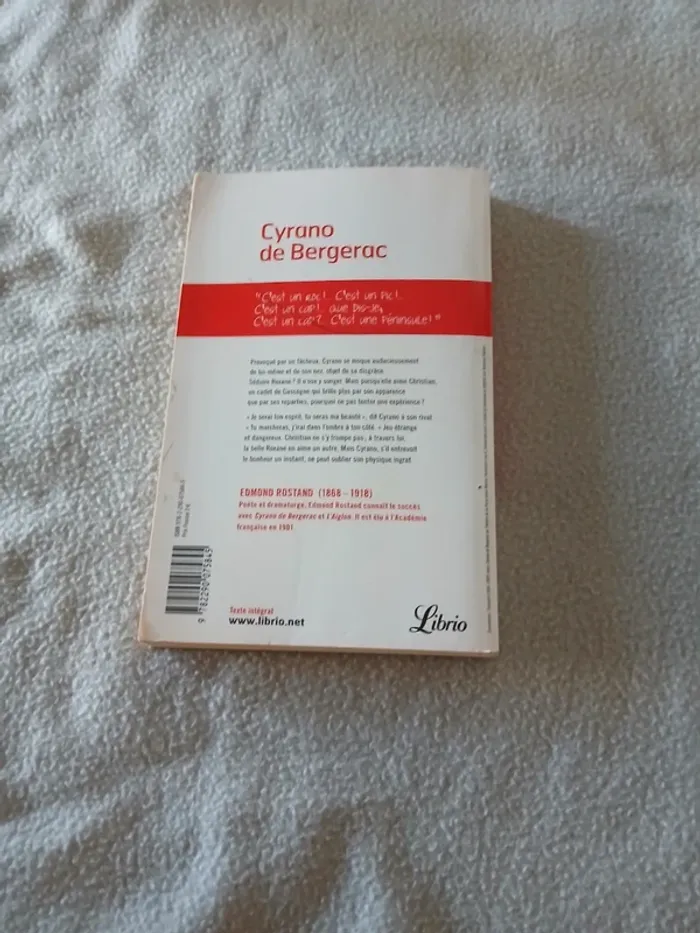 Cyrano
de Bergerac
"C'est un roc!.. C'est un pic!..
C'est un cap!.. Que dis-je,
C'est un cap?.. C'est une péninsule!"
Provoqué par un fâcheux, Cyrano se moque audacieusement
de lui-même et de son nez, objet de sa disgrâce.
Séduire Roxane ? Il n'ose y songer. Mais puisqu'elle aime Christian,
un cadet de Gascogne qui brille plus par son apparence
que par ses reparties, pourquoi ne pas tenter une expérience ?
« Je serai ton esprit, tu seras ma beauté », dit Cyrano à son rival
« Tu marcheras, j'irai dans l'ombre à ton côté. » Jeu étrange
et dangereux. Christian ne s'y trompe pas ; à travers lui,
la belle Roxane en aime un autre. Mais Cyrano, s'il entrevoit
le bonheur un instant, ne peut oublier son physique ingrat.
EDMOND ROSTAND (1868 - 1918)
Poète et dramaturge, Edmond Rostand connaît le succès
avec Cyrano de Bergerac et L'Aiglon. Il est élu à l'Académie
française en 1901.
9 782290 075845
Texte intégral
www.librio.net
Librio